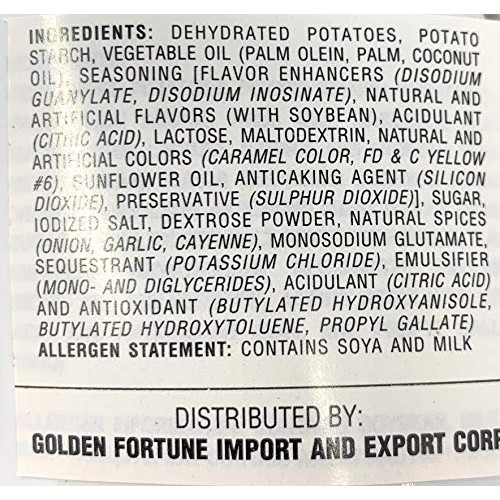 INGREDIENTS: DEHYDRATED POTATOES, POTATO
STARCH, VEGETABLE OIL (PALM OLEIN, PALM, COCONUT
OIL), SEASONING [FLAVOR ENHANCERS (DISODIUM
GUANYLATE, DISODIUM INOSINATE), NATURAL AND
ARTIFICIAL FLAVORS (WITH SOYBEAN), ACIDULANT
(CITRIC ACID), LACTOSE, MALTODEXTRIN, NATURAL AND
ARTIFICIAL COLORS (CARAMEL COLOR, FD & C YELLOW
#6), SUNFLOWER OIL, ANTICAKING AGENT (SILICON
DIOXIDE), PRESERVATIVE (SULPHUR DIOXIDE)], SUGAR,
IODIZED SALT, DEXTROSE POWDER, NATURAL SPICES
(ONION, GARLIC, CAYENNE), MONOSODIUM GLUTAMATE,
SEQUESTRANT (POTASSIUM CHLORIDE), EMULSIFIER
(MONO- AND DIGLYCERIDES), ACIDULANT (CITRIC ACID)
AND ANTIOXIDANT (BUTYLATED HYDROXYANISOLE,
BUTYLATED HYDROXYTOLUENE, PROPYL GALLATE)
ALLERGEN STATEMENT: CONTAINS SOYA AND MILK
DISTRIBUTED BY:
GOLDEN FORTUNE IMPORT AND EXPORT CORP